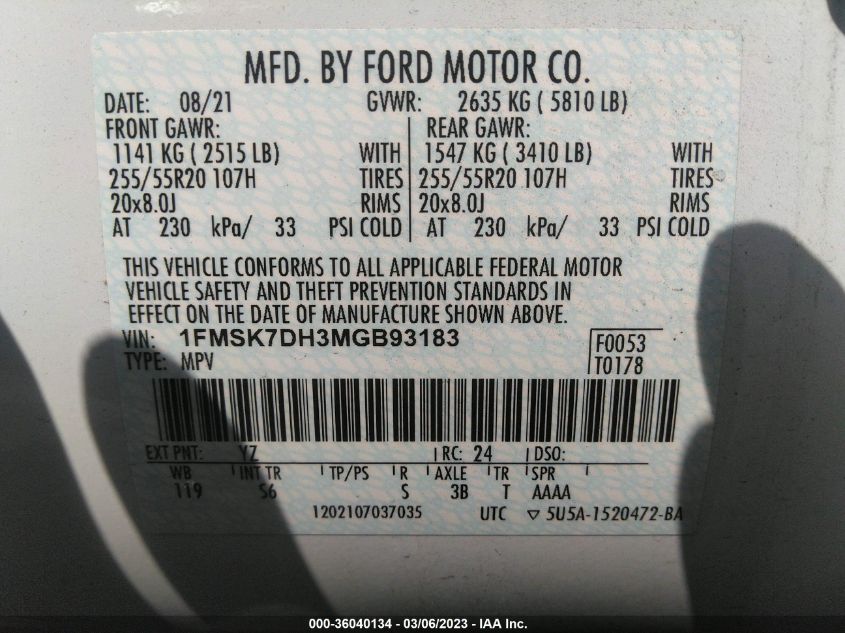 MFD. BY FORD MOTOR CO.
DATE: 08/21 GVWR: 2635 KG ( 5810 LB)
FRONT GAWR: REAR GAWR:
1141 KG ( 2515 LB) WITH 1547 KG ( 3410 LB) WITH
255/55R20 107H TIRES 255/55R20 107H TIRES
20x8.0J RIMS 20x8.0J RIMS
AT 230 kPa/ 33 PSI COLD AT 230 kPa/ 33 PSI COLD
THIS VEHICLE CONFORMS TO ALL APPLICABLE FEDERAL MOTOR
VEHICLE SAFETY AND THEFT PREVENTION STANDARDS IN
EFFECT ON THE DATE OF MANUFACTURE SHOWN ABOVE.
VIN: 1FMSK7DH3MGB93183
TYPE: MPV
F0053
T0178
EXT PNT: YZ RC: 24 DSO:
WB INT TR TP/PS R AXLE TR SPR
119 S6 S 3B T AAAA
1202107037035 UTC ▽ 5U5A-1520472-BA
000-36040134 - 03/06/2023 - IAA Inc.